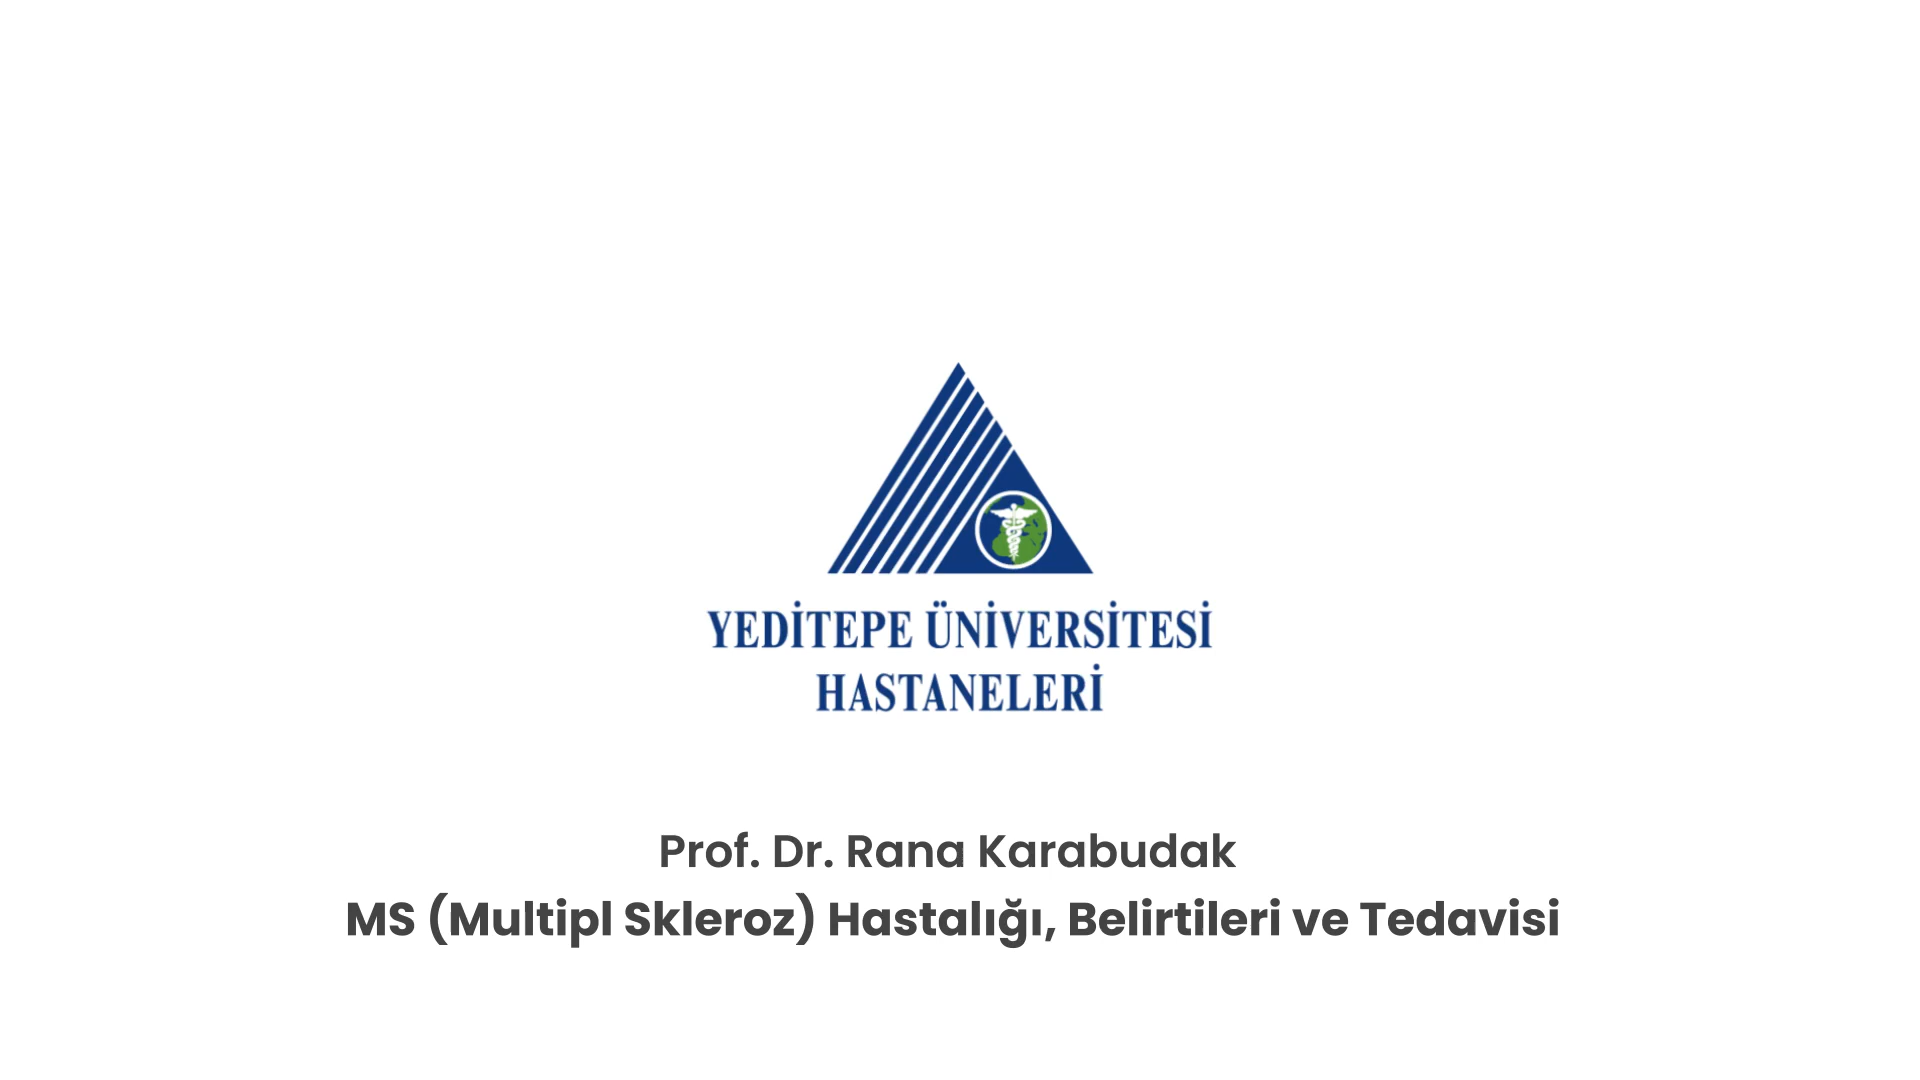 YEDİTEPE ÜNİVERSİTESİ
HASTANELERİ
Prof. Dr. Rana Karabudak
MS (Multipl Skleroz) Hastalığı, Belirtileri ve Tedavisi